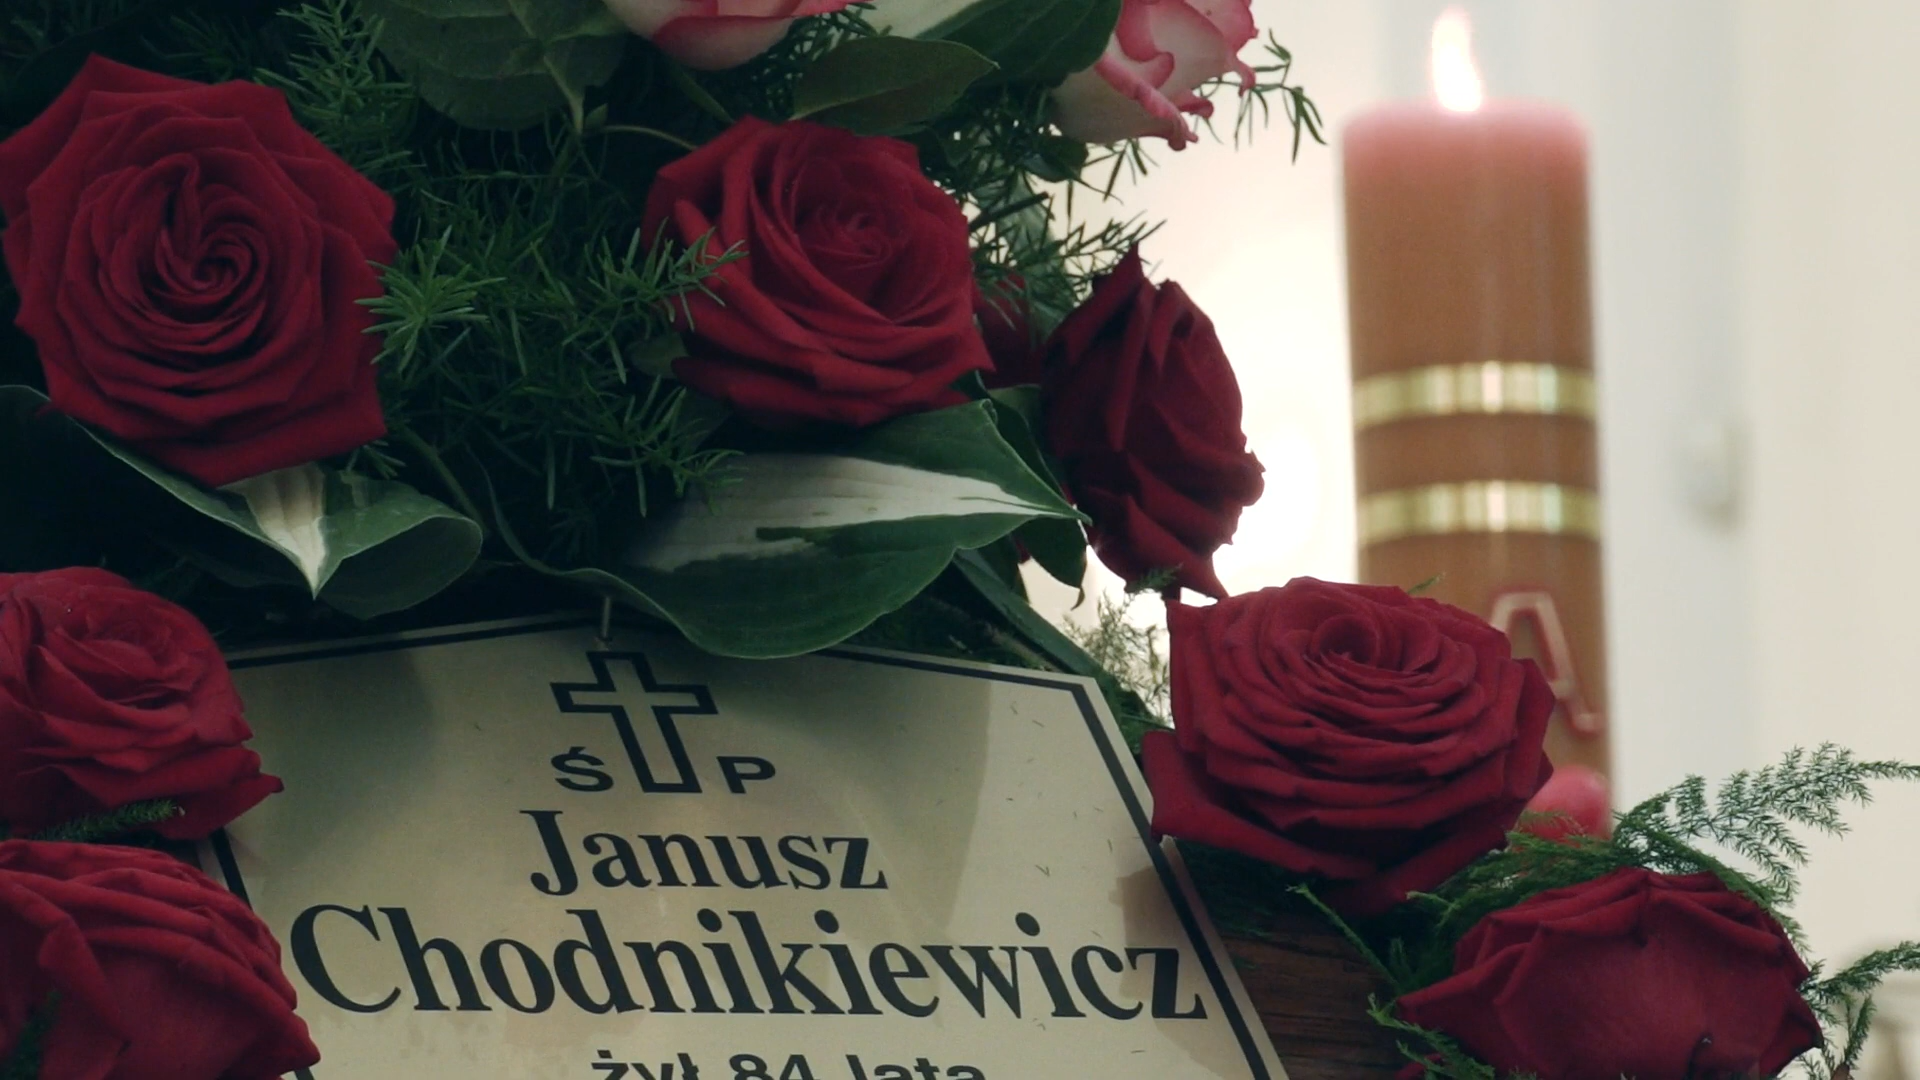 A
Ś P
Janusz
Chodnikiewicz
żył 84 lata